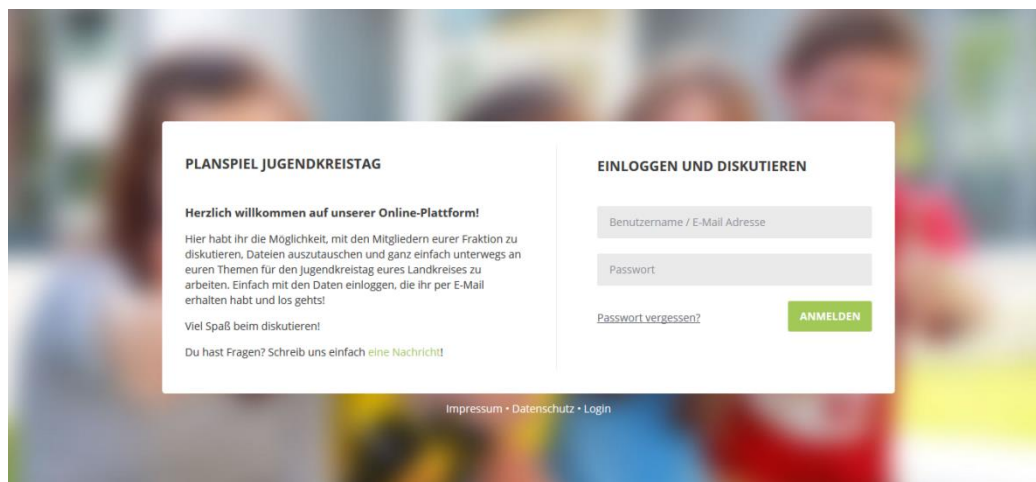 PLANSPIEL JUGENDKREISTAG
Herzlich willkommen auf unserer Online-Plattform!
Hier habt ihr die Möglichkeit, mit den Mitgliedern eurer Fraktion zu
diskutieren, Dateien auszutauschen und ganz einfach unterwegs an
euren Themen für den Jugendkreistag eures Landkreises zu
arbeiten. Einfach mit den Daten einloggen, die ihr per E-Mail
erhalten habt und los gehts!
Viel Spaß beim diskutieren!
Du hast Fragen? Schreib uns einfach eine Nachricht!
EINLOGGEN UND DISKUTIEREN
Benutzername / E-Mail Adresse
Passwort
Passwort vergessen?
ANMELDEN
Impressum • Datenschutz • Login